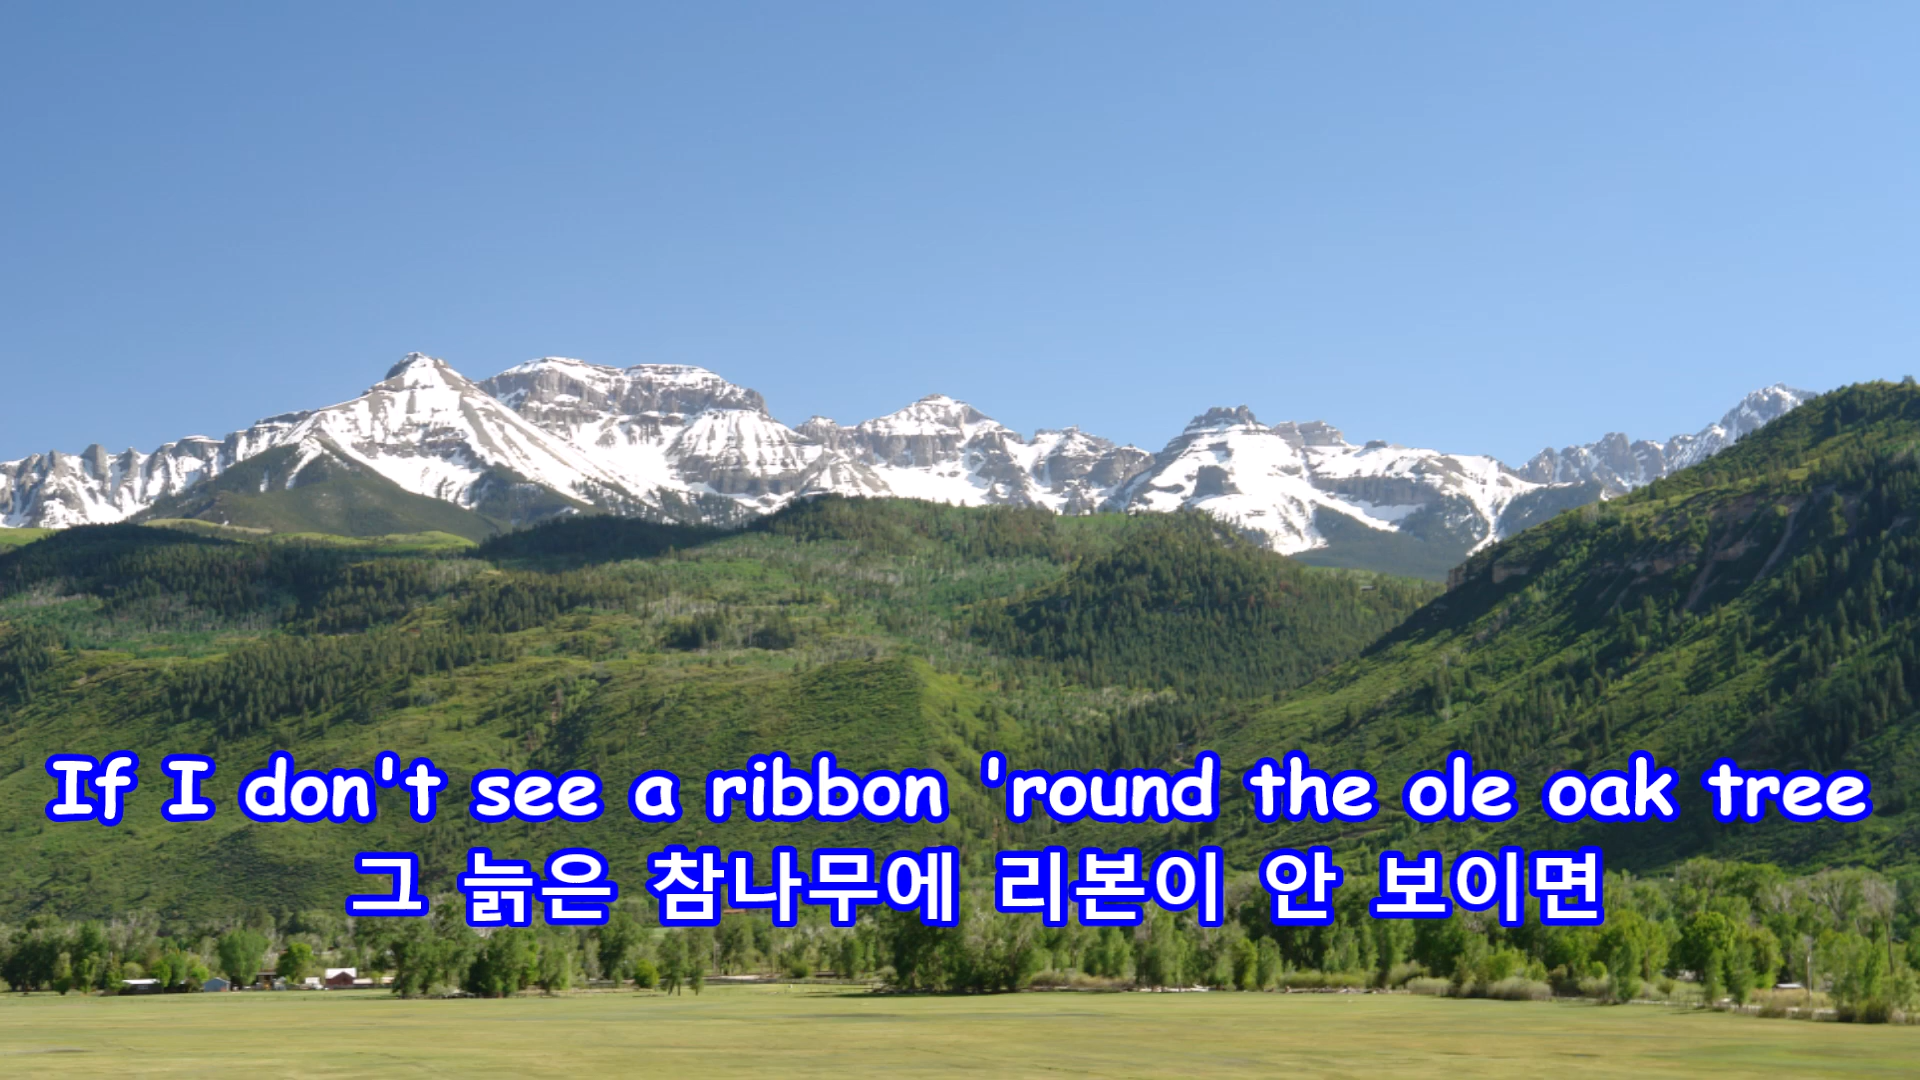 If I don't see a ribbon 'round the ole oak tree
그 늙은 참나무에 리본이 안 보이면